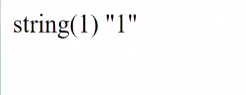 string(1) "1"